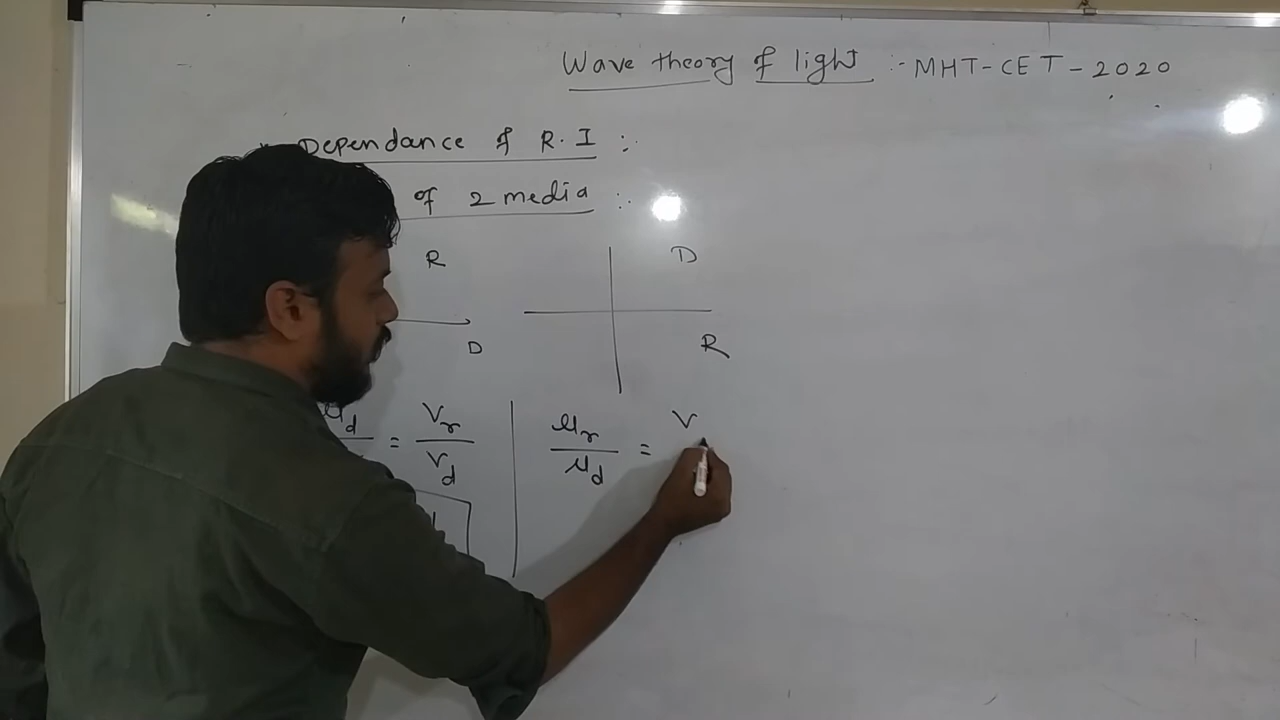 Wave theory of light :- MHT-CET-2020
Dependance of R.I :
of 2 media :
R
D
D
R
μd = Vr
Vd
μr = V
μd